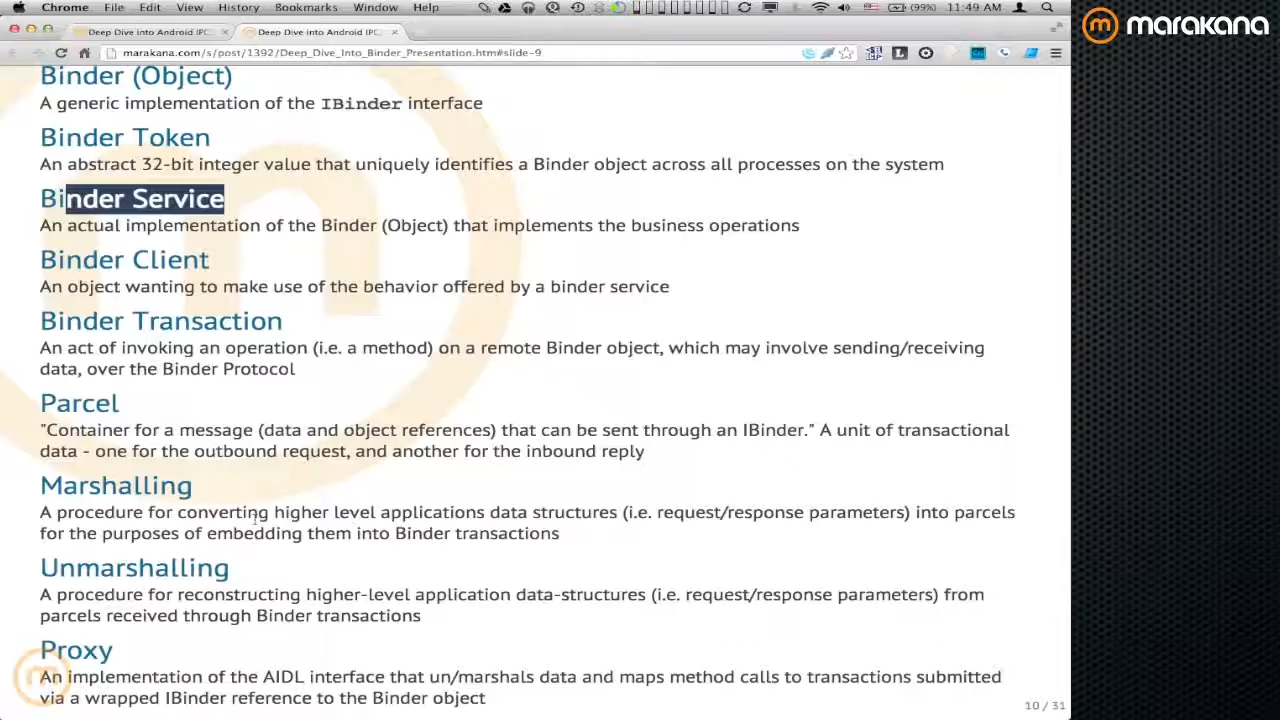 Chrome File Edit View History Bookmarks Window Help (99%) 11:49 AM
marakana
Deep Dive into Android IPC
Deep Dive into Android IPC
marakana.com/s/post/1392/Deep_Dive_Into_Binder_Presentation.htm#slide-9
Binder (Object)
A generic implementation of the IBinder interface
Binder Token
An abstract 32-bit integer value that uniquely identifies a Binder object across all processes on the system
Binder Service
An actual implementation of the Binder (Object) that implements the business operations
Binder Client
An object wanting to make use of the behavior offered by a binder service
Binder Transaction
An act of invoking an operation (i.e. a method) on a remote Binder object, which may involve sending/receiving
data, over the Binder Protocol
Parcel
"Container for a message (data and object references) that can be sent through an IBinder." A unit of transactional
data - one for the outbound request, and another for the inbound reply
Marshalling
A procedure for converting higher level applications data structures (i.e. request/response parameters) into parcels
for the purposes of embedding them into Binder transactions
Unmarshalling
A procedure for reconstructing higher-level application data-structures (i.e. request/response parameters) from
parcels received through Binder transactions
Proxy
An implementation of the AIDL interface that un/marshals data and maps method calls to transactions submitted
via a wrapped IBinder reference to the Binder object
10 / 31